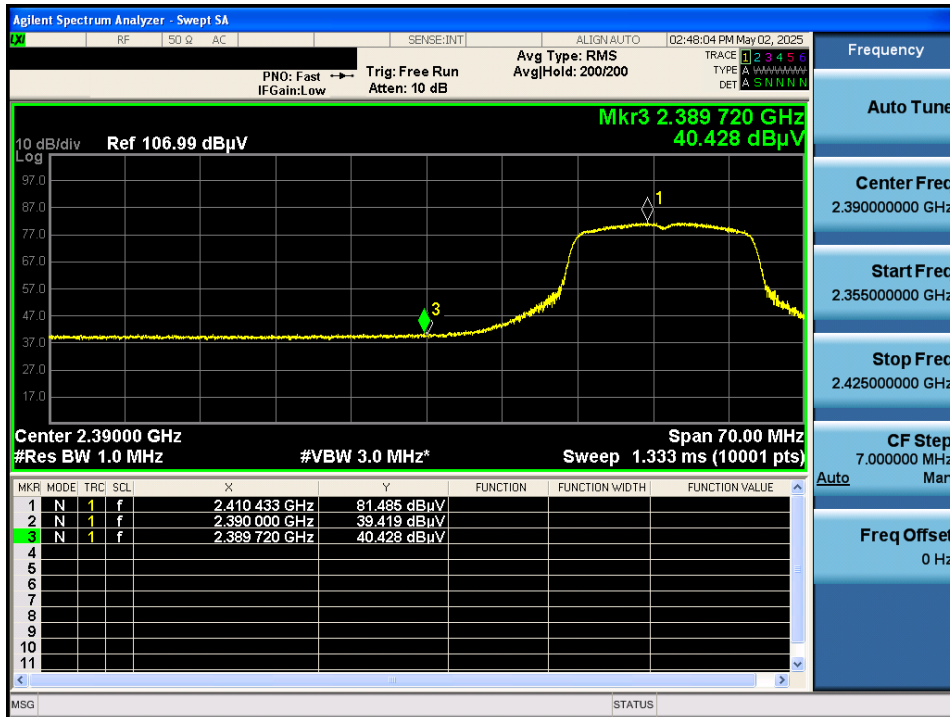 Agilent Spectrum Analyzer - Swept SA
LXI RF 50 Ω AC SENSE:INT ALIGN AUTO 02:48:04 PM May 02, 2025
PNO: Fast Trig: Free Run Avg Type: RMS TRACE 1 2 3 4 5 6
IFGain:Low Atten: 10 dB Avg|Hold: 200/200 TYPE A
DET A S N N N N
Mkr3 2.389 720 GHz
40.428 dBµV
10 dB/div Ref 106.99 dBµV
Log
97.0
87.0
77.0
67.0
57.0
47.0
37.0
27.0
17.0
1
3
Center 2.39000 GHz Span 70.00 MHz
#Res BW 1.0 MHz #VBW 3.0 MHz* Sweep 1.333 ms (10001 pts)
MKR MODE TRC SCL X Y FUNCTION FUNCTION WIDTH FUNCTION VALUE
1 N 1 f 2.410 433 GHz 81.485 dBµV
2 N 1 f 2.390 000 GHz 39.419 dBµV
3 N 1 f 2.389 720 GHz 40.428 dBµV
4
5
6
7
8
9
10
11
MSG STATUS
Frequency
Auto Tune
Center Freq
2.390000000 GHz
Start Freq
2.355000000 GHz
Stop Freq
2.425000000 GHz
CF Step
7.000000 MHz
Auto Man
Freq Offset
0 Hz